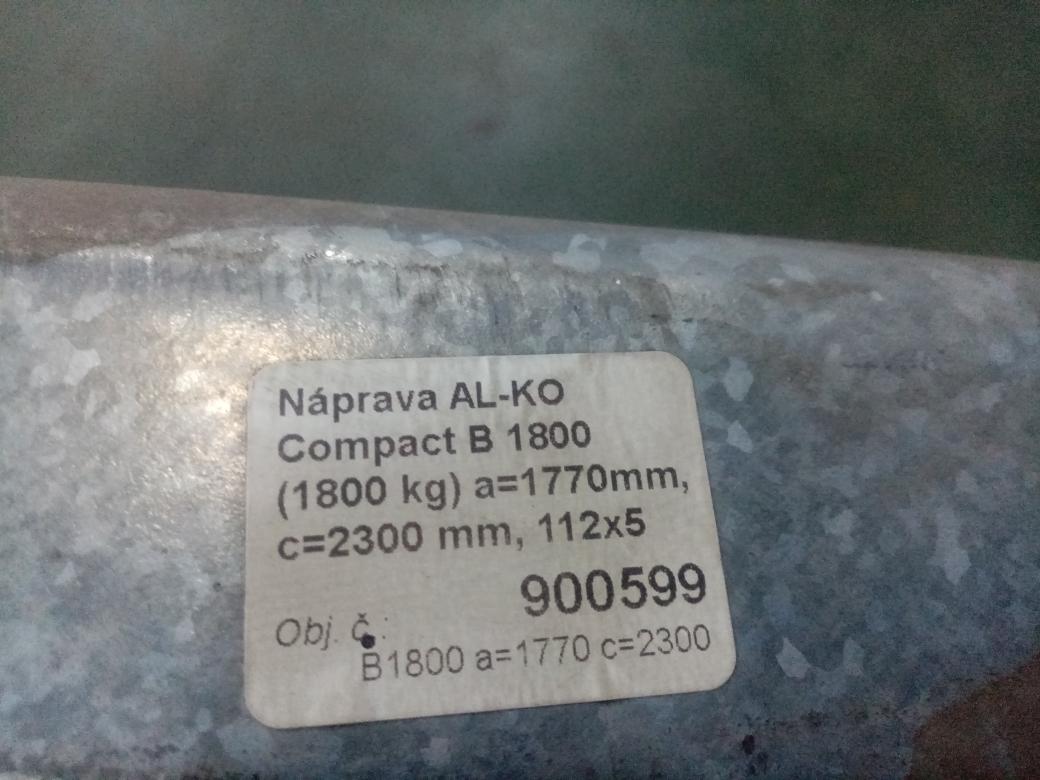 Náprava AL-KO
Compact B 1800
(1800 kg) a=1770mm,
c=2300 mm, 112x5
900599
Obj. č.:
B1800 a=1770 c=2300